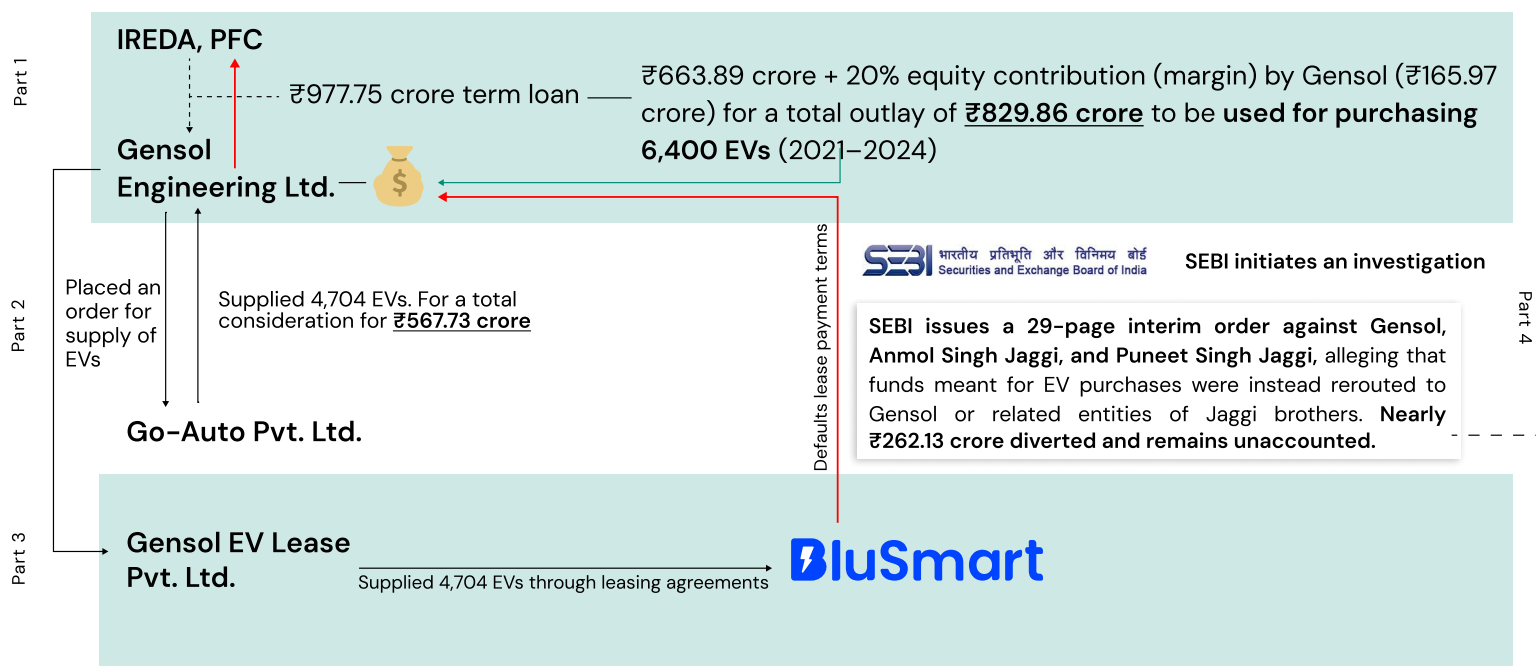 Part 1
IREDA, PFC
₹977.75 crore term loan
₹663.89 crore + 20% equity contribution (margin) by Gensol (₹165.97
crore) for a total outlay of ₹829.86 crore to be used for purchasing
6,400 EVs (2021–2024)
Gensol
Engineering Ltd.
$
Part 2
Placed an
order for
supply of
EVs
Supplied 4,704 EVs. For a total
consideration for ₹567.73 crore
Go-Auto Pvt. Ltd.
Defaults lease payment terms
SEBI
भारतीय प्रतिभूति और विनिमय बोर्ड
Securities and Exchange Board of India
SEBI initiates an investigation
SEBI issues a 29-page interim order against Gensol,
Anmol Singh Jaggi, and Puneet Singh Jaggi, alleging that
funds meant for EV purchases were instead rerouted to
Gensol or related entities of Jaggi brothers. Nearly
₹262.13 crore diverted and remains unaccounted.
Part 4
Part 3
Gensol EV Lease
Pvt. Ltd.
Supplied 4,704 EVs through leasing agreements
BluSmart